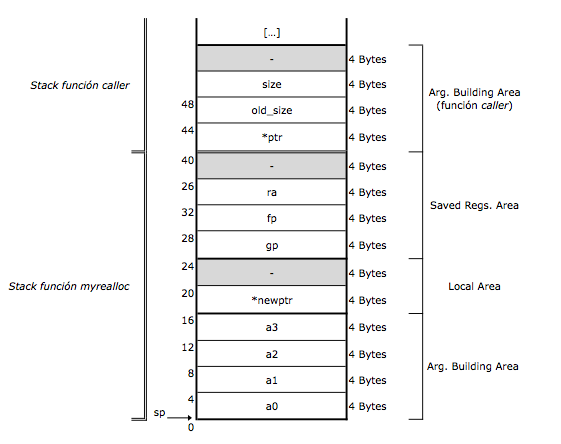 [...]
- 4 Bytes
Stack función caller
size 4 Bytes
Arg. Building Area
(función caller)
48 old_size 4 Bytes
44 *ptr 4 Bytes
40 - 4 Bytes
26 ra 4 Bytes
Saved Regs. Area
32 fp 4 Bytes
28 gp 4 Bytes
24 - 4 Bytes
Stack función myrealloc
Local Area
20 *newptr 4 Bytes
16 a3 4 Bytes
12 a2 4 Bytes
Arg. Building Area
8 a1 4 Bytes
4 a0 4 Bytes
sp
0